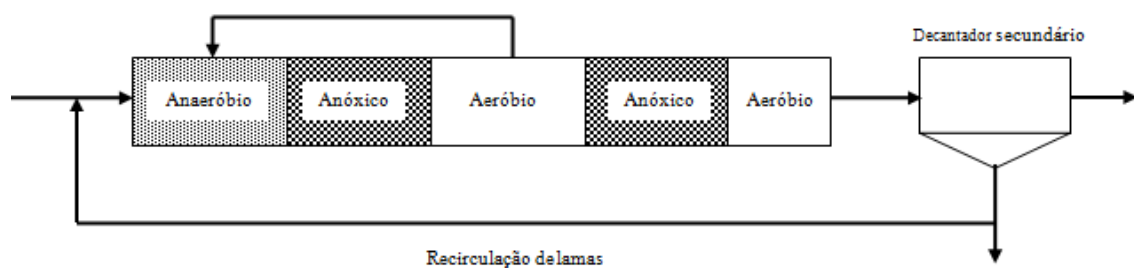 Decantador secundário
Anaeróbio
Anóxico
Aeróbio
Anóxico
Aeróbio
Recirculação de lamas